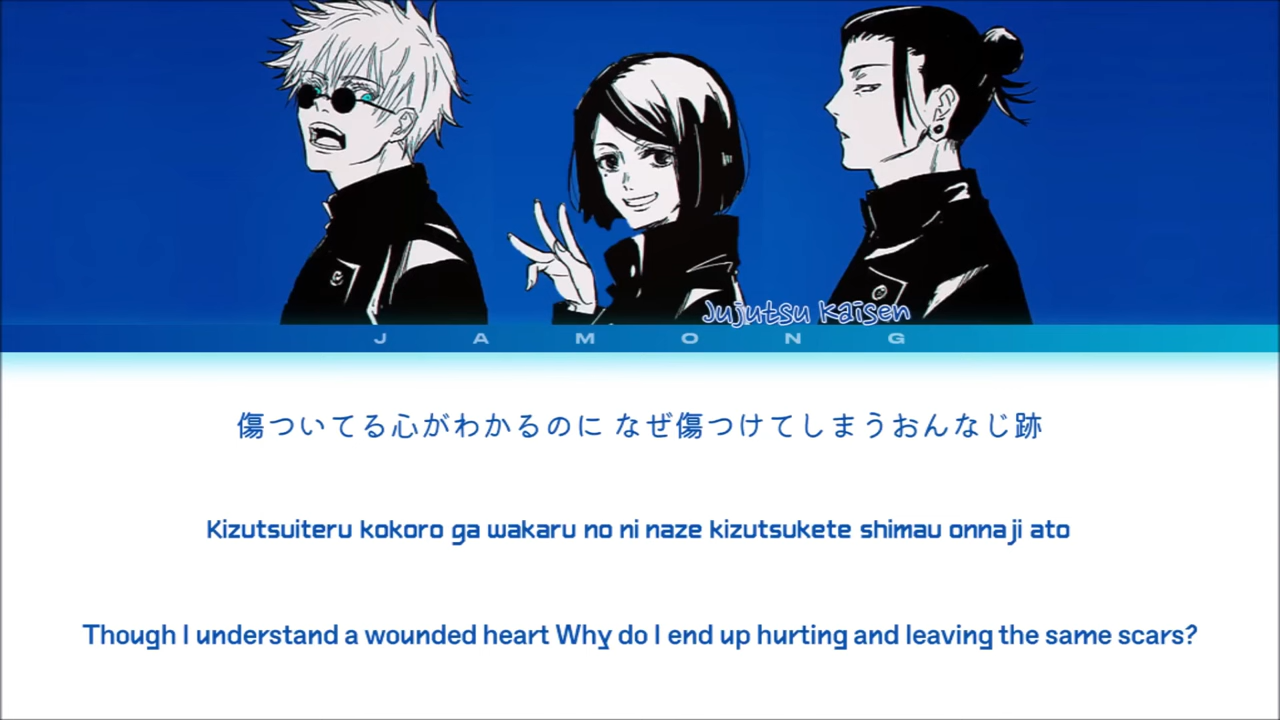 Jujutsu Kaisen
JAMONG
傷ついてる心がわかるのに なぜ傷つけてしまうおんなじ跡
Kizutsuiteru kokoro ga wakaru no ni naze kizutsukete shimau onnaji ato
Though I understand a wounded heart Why do I end up hurting and leaving the same scars?